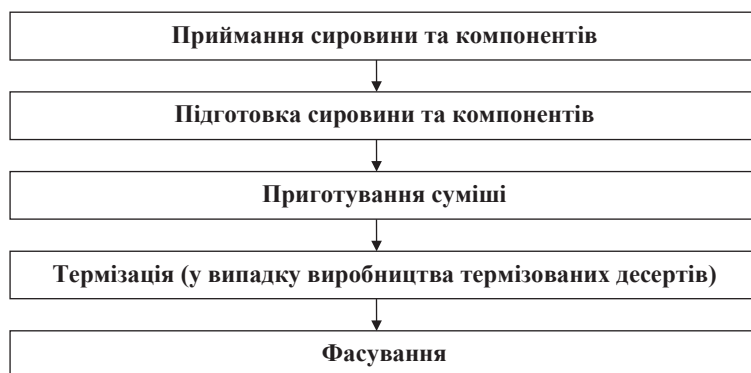 Приймання сировини та компонентів
Підготовка сировини та компонентів
Приготування суміші
Термізація (у випадку виробництва термізованих десертів)
Фасування